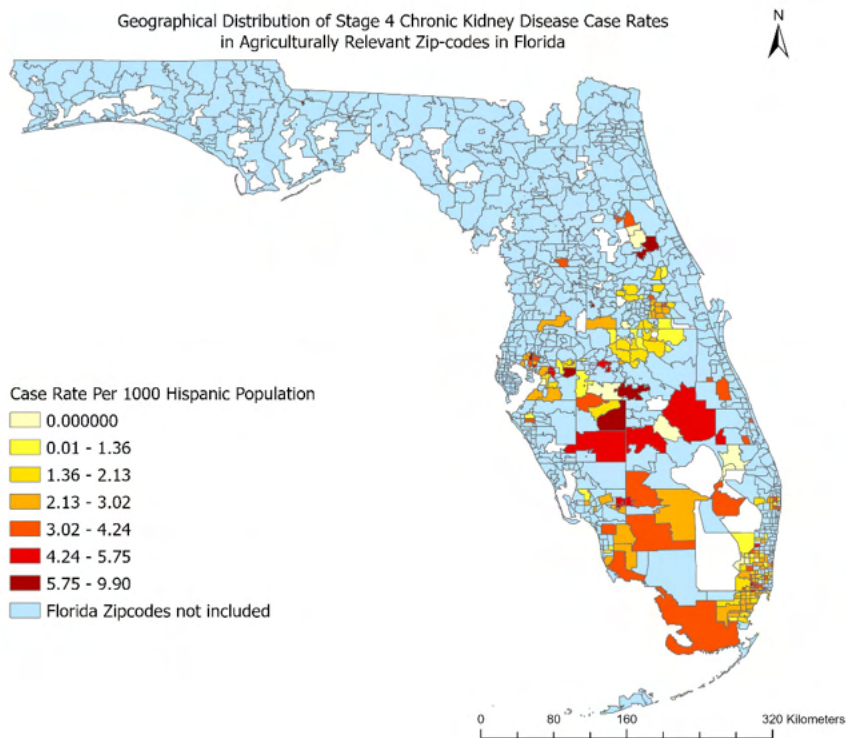 Geographical Distribution of Stage 4 Chronic Kidney Disease Case Rates
in Agriculturally Relevant Zip-codes in Florida
N
Case Rate Per 1000 Hispanic Population
0.000000
0.01 - 1.36
1.36 - 2.13
2.13 - 3.02
3.02 - 4.24
4.24 - 5.75
5.75 - 9.90
Florida Zipcodes not included
0 80 160 320 Kilometers